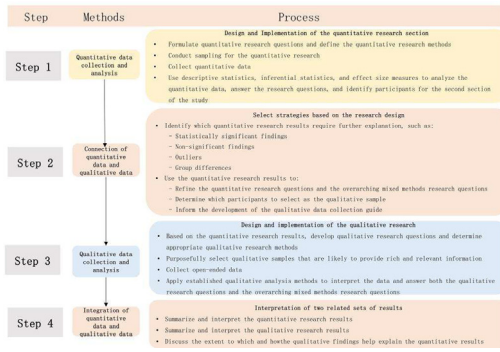 Step Methods Process
Design and Implementation of the quantitative research section
• Formulate quantitative research questions and define the quantitative research methods
• Conduct sampling for the quantitative research
• Collect quantitative data
• Use descriptive statistics, inferential statistics, and effect size measures to analyze the
quantitative data, answer the research questions, and identify participants for the second section
of the study
Step 1
Quantitative data
collection and
analysis
Select strategies based on the research design
• Identify which quantitative research results require further explanation, such as:
- Statistically significant findings
- Non-significant findings
- Outliers
- Group differences
• Use the quantitative research results to:
- Refine the quantitative research questions and the overarching mixed methods research questions
- Determine which participants to select as the qualitative sample
- Inform the development of the qualitative data collection guide
Step 2
Connection of
quantitative
data and
qualitative data
Design and implementation of the qualitative research
• Based on the quantitative research results, develop qualitative research questions and determine
appropriate qualitative research methods
• Purposefully select qualitative samples that are likely to provide rich and relevant information
• Collect open-ended data
• Apply established qualitative analysis methods to interpret the data and answer both the qualitative
research questions and the overarching mixed methods research questions
Step 3
Qualitative data
collection and
analysis
Interpretation of two related sets of results
• Summarize and interpret the quantitative research results
• Summarize and interpret the qualitative research results
• Discuss the extent to which and howthe qualitative findings help explain the quantitative results
Step 4
Integration of
quantitative
data and
qualitative data